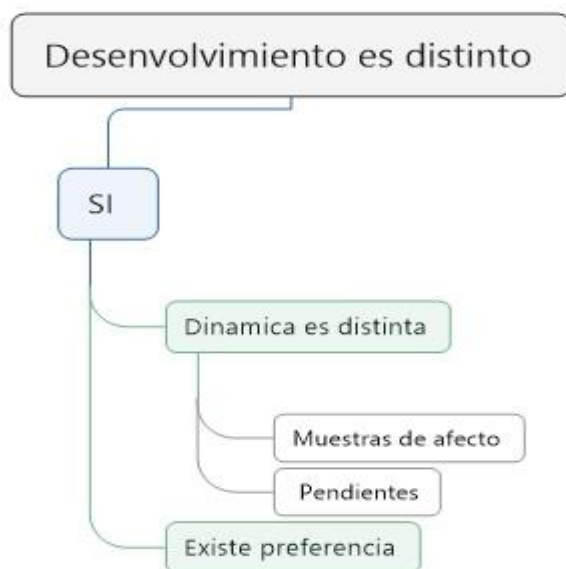 Desenvolvimiento es distinto
SI
Dinamica es distinta
Muestras de afecto
Pendientes
Existe preferencia